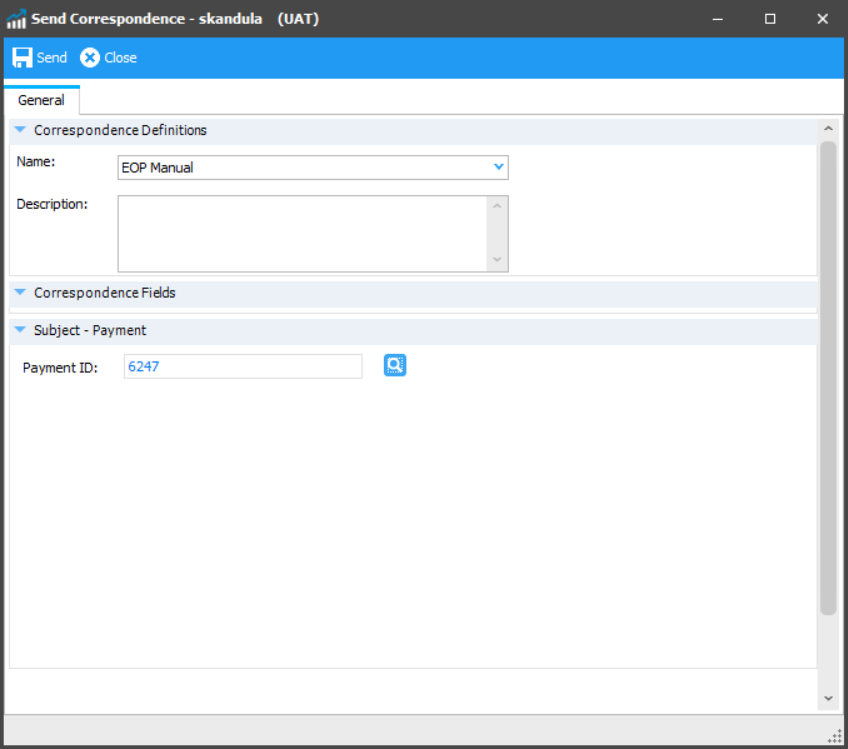 Send Correspondence - skandula (UAT)
Send Close
General
Correspondence Definitions
Name: EOP Manual
Description:
Correspondence Fields
Subject - Payment
Payment ID: 6247